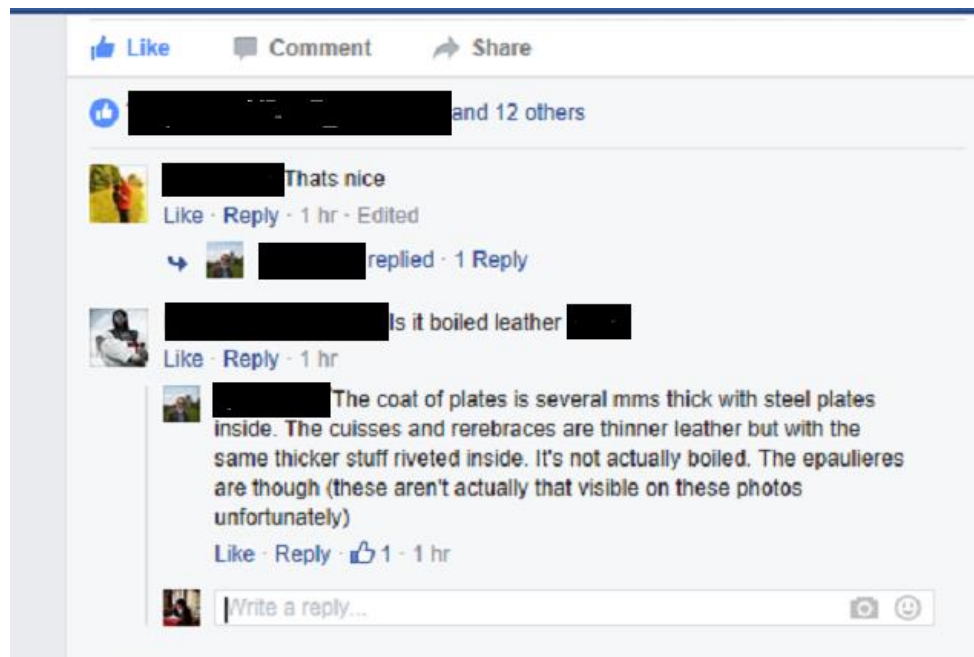 Like Comment Share
and 12 others
Thats nice
Like · Reply · 1 hr · Edited
replied · 1 Reply
Is it boiled leather
Like · Reply · 1 hr
The coat of plates is several mms thick with steel plates
inside. The cuisses and rerebraces are thinner leather but with the
same thicker stuff riveted inside. It's not actually boiled. The epaulieres
are though (these aren't actually that visible on these photos
unfortunately)
Like · Reply · 1 · 1 hr
Write a reply...